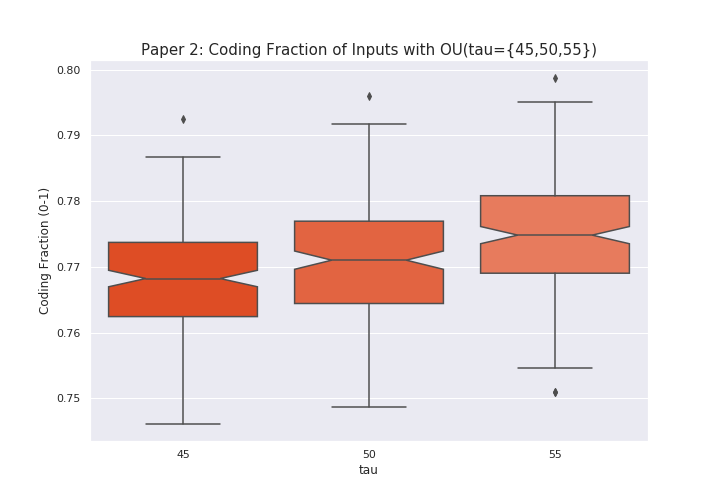 Paper 2: Coding Fraction of Inputs with OU(tau={45,50,55})
0.80
0.79
0.78
0.77
0.76
0.75
Coding Fraction (0-1)
45 50 55
tau